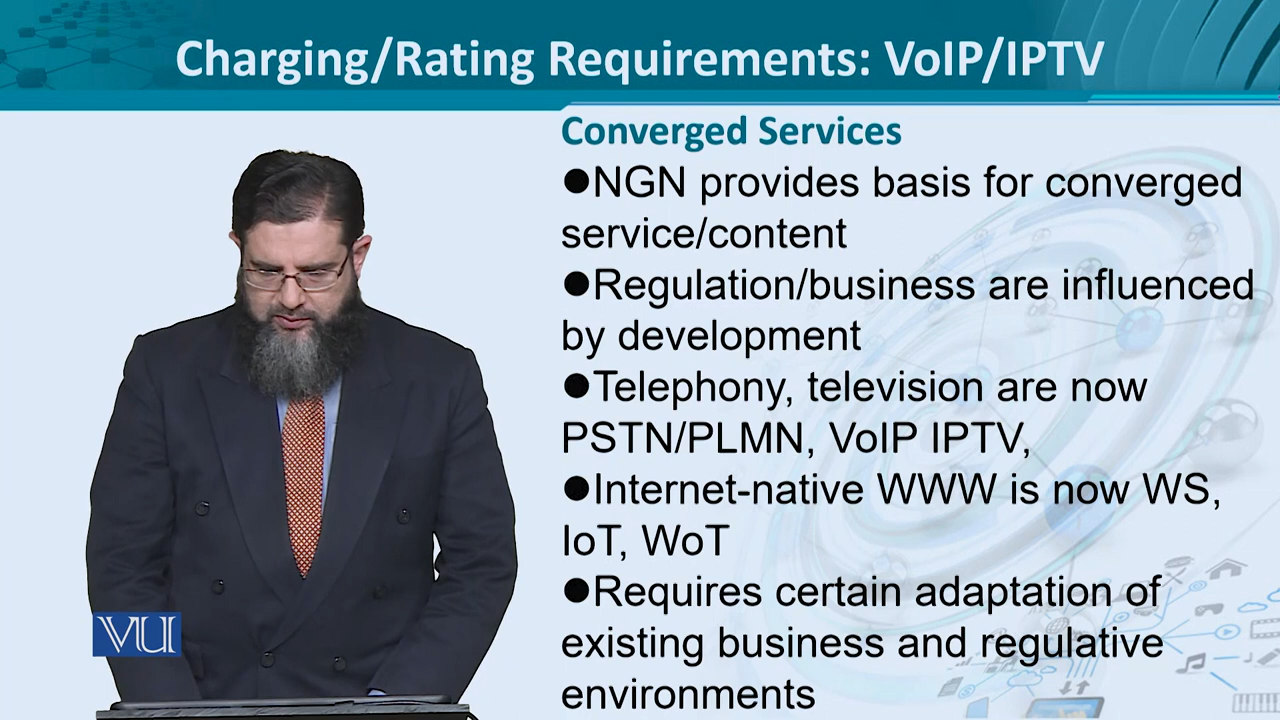 Charging/Rating Requirements: VoIP/IPTV
Converged Services
●NGN provides basis for converged
service/content
●Regulation/business are influenced
by development
●Telephony, television are now
PSTN/PLMN, VoIP IPTV,
●Internet-native WWW is now WS,
IoT, WoT
●Requires certain adaptation of
existing business and regulative
environments
VU